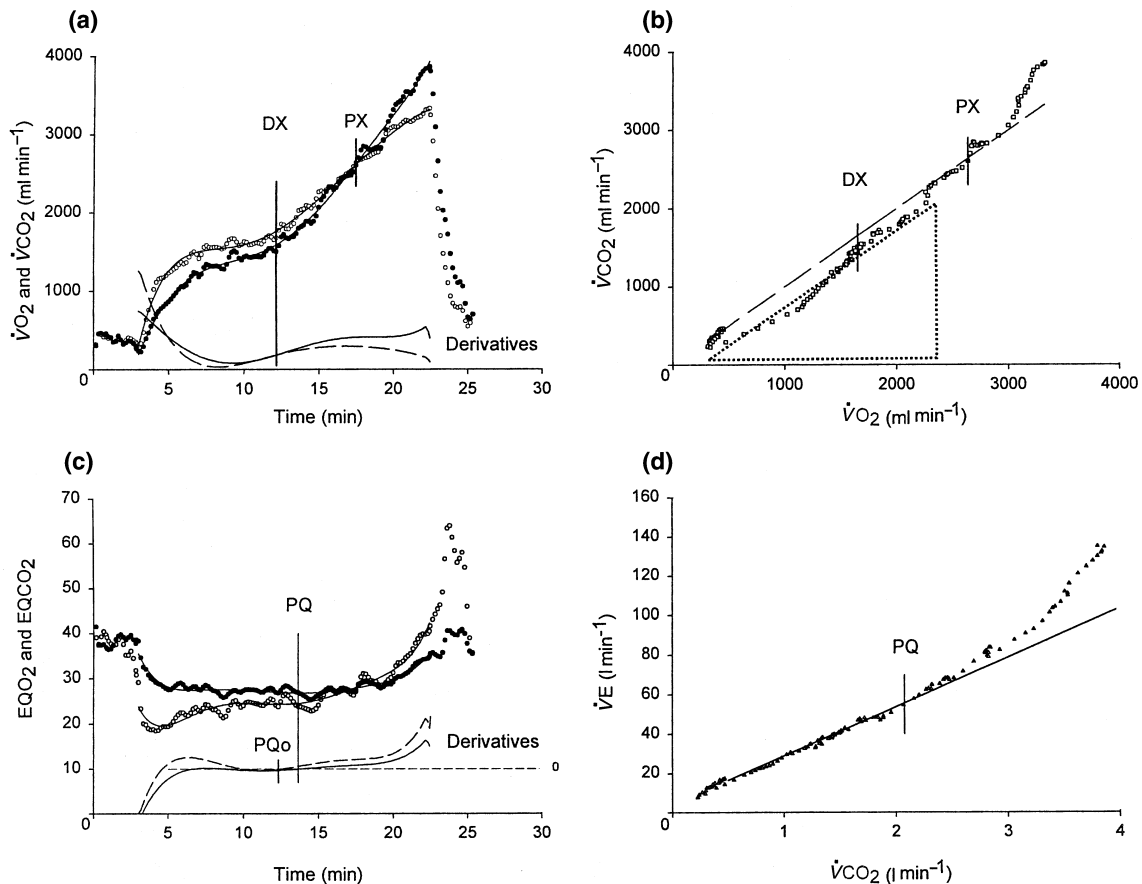 (a)
4000
3000
2000
1000
0
V̇O2 and V̇CO2 (ml min−1)
DX
PX
Derivatives
5
10
15
20
25
30
Time (min)
(b)
4000
3000
2000
1000
0
V̇CO2 (ml min−1)
PX
DX
0
1000
2000
3000
4000
V̇O2 (ml min−1)
(c)
70
60
50
40
30
20
10
0
EQO2 and EQCO2
PQ
PQo
Derivatives
0
5
10
15
20
25
30
Time (min)
(d)
160
140
120
100
80
60
40
20
V̇E (l min−1)
PQ
0
1
2
3
4
V̇CO2 (l min−1)